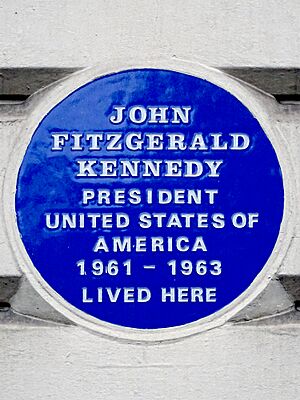 JOHN
FITZGERALD
KENNEDY
PRESIDENT
UNITED STATES OF
AMERICA
1961 – 1963
LIVED HERE